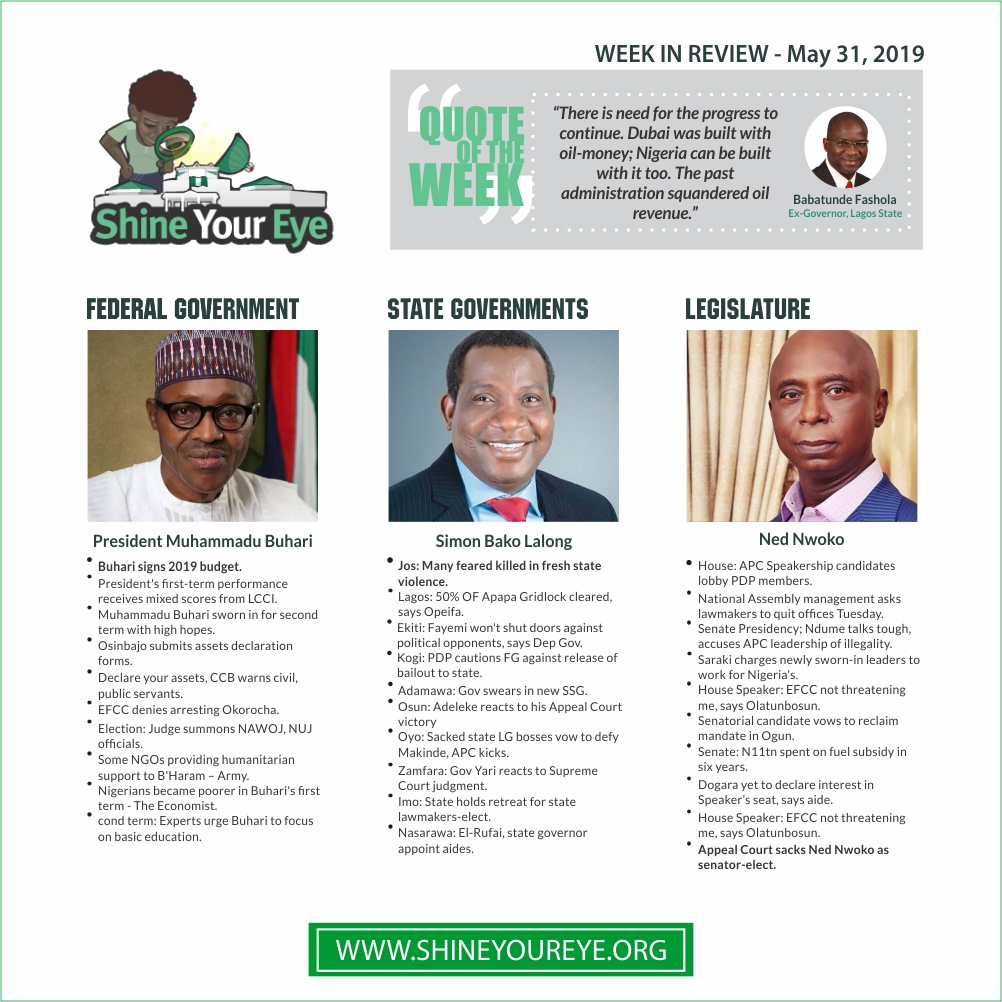 WEEK IN REVIEW - May 31, 2019
Shine Your Eye
QUOTE
OF THE
WEEK
“There is need for the progress to
continue. Dubai was built with
oil-money; Nigeria can be built
with it too. The past
administration squandered oil
revenue.”
Babatunde Fashola
Ex-Governor, Lagos State
FEDERAL GOVERNMENT
President Muhammadu Buhari
• Buhari signs 2019 budget.
• President's first-term performance
receives mixed scores from LCCI.
• Muhammadu Buhari sworn in for second
term with high hopes.
• Osinbajo submits assets declaration
forms.
• Declare your assets, CCB warns civil,
public servants.
• EFCC denies arresting Okorocha.
• Election: Judge summons NAWOJ, NUJ
officials.
• Some NGOs providing humanitarian
support to B'Haram – Army.
• Nigerians became poorer in Buhari's first
term - The Economist.
• cond term: Experts urge Buhari to focus
on basic education.
STATE GOVERNMENTS
Simon Bako Lalong
• Jos: Many feared killed in fresh state
violence.
• Lagos: 50% OF Apapa Gridlock cleared,
says Opeifa.
• Ekiti: Fayemi won't shut doors against
political opponents, says Dep Gov.
• Kogi: PDP cautions FG against release of
bailout to state.
• Adamawa: Gov swears in new SSG.
• Osun: Adeleke reacts to his Appeal Court
victory
• Oyo: Sacked state LG bosses vow to defy
Makinde, APC kicks.
• Zamfara: Gov Yari reacts to Supreme
Court judgment.
• Imo: State holds retreat for state
lawmakers-elect.
• Nasarawa: El-Rufai, state governor
appoint aides.
LEGISLATURE
Ned Nwoko
• House: APC Speakership candidates
lobby PDP members.
• National Assembly management asks
lawmakers to quit offices Tuesday.
• Senate Presidency; Ndume talks tough,
accuses APC leadership of illegality.
• Saraki charges newly sworn-in leaders to
work for Nigeria's.
• House Speaker: EFCC not threatening
me, says Olatunbosun.
• Senatorial candidate vows to reclaim
mandate in Ogun.
• Senate: N11tn spent on fuel subsidy in
six years.
• Dogara yet to declare interest in
Speaker’s seat, says aide.
• House Speaker: EFCC not threatening
me, says Olatunbosun.
• Appeal Court sacks Ned Nwoko as
senator-elect.
WWW.SHINEYOUREYE.ORG